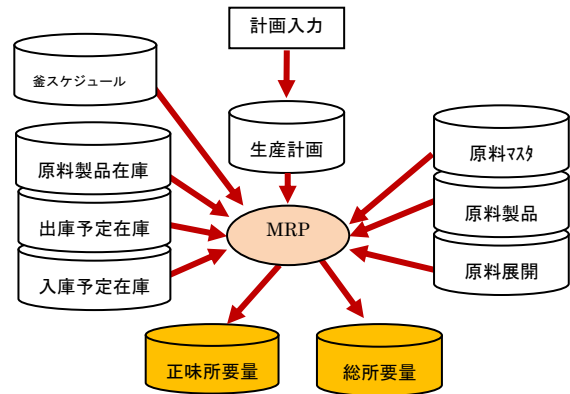 計画入力
釜スケジュール
生産計画
原料ﾏｽﾀ
原料製品在庫
原料製品
出庫予定在庫
MRP
原料展開
入庫予定在庫
正味所要量
総所要量